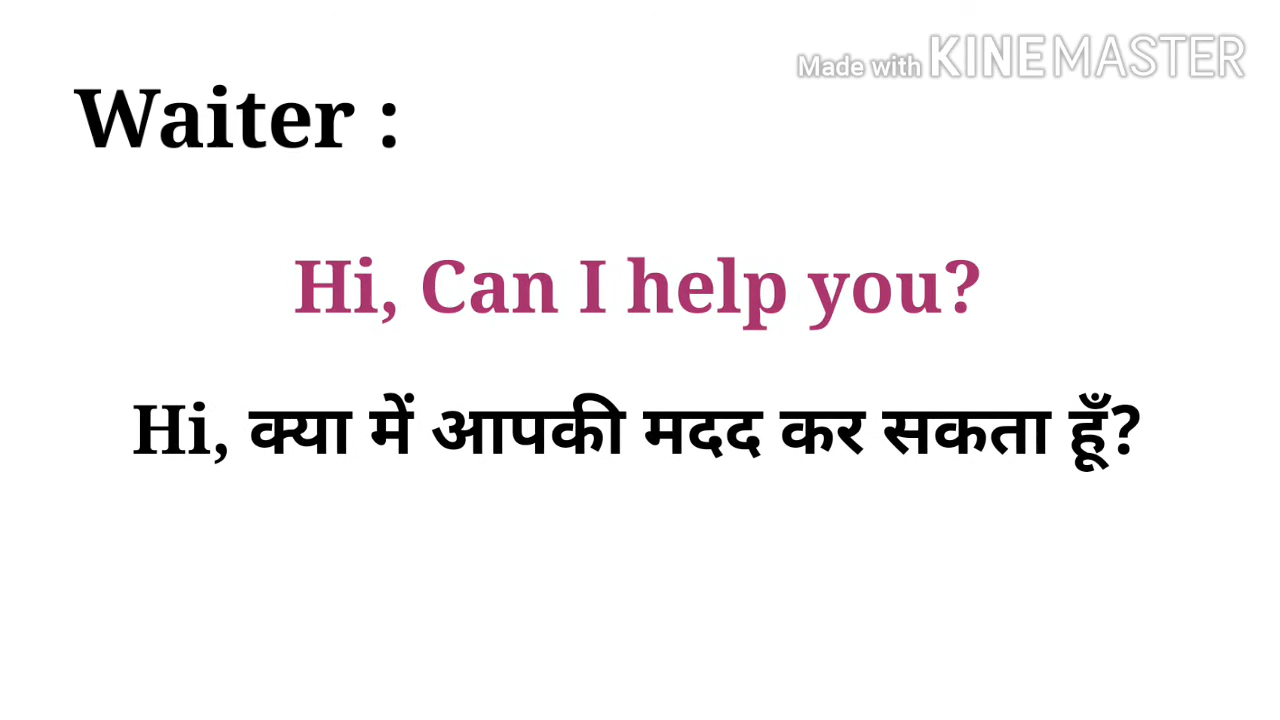 Made with KINEMASTER
Waiter :
Hi, Can I help you?
Hi, क्या में आपकी मदद कर सकता हूँ?